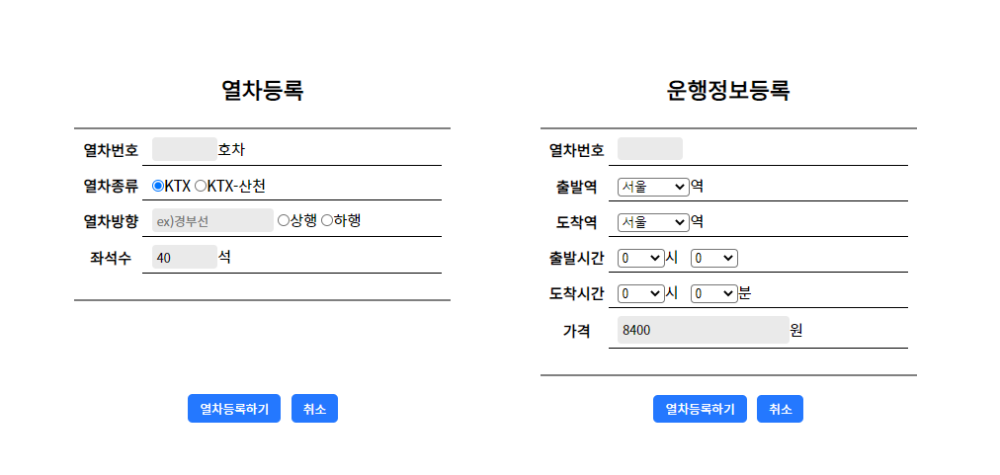 열차등록
열차번호 호차
열차종류 KTX KTX-산천
열차방향 ex)경부선 상행 하행
좌석수 40 석
열차등록하기 취소
운행정보등록
열차번호
출발역 서울 역
도착역 서울 역
출발시간 0 시 0
도착시간 0 시 0 분
가격 8400 원
열차등록하기 취소